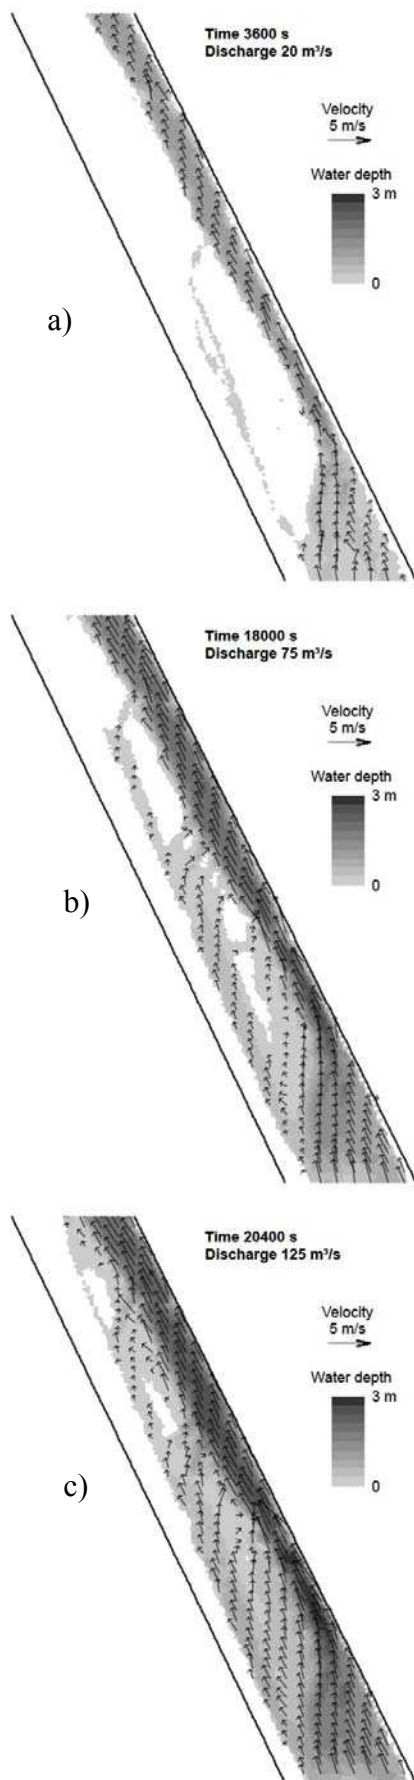 Time 3600 s
Discharge 20 m³/s
Velocity
5 m/s
Water depth
3 m
0
a)
Time 18000 s
Discharge 75 m³/s
Velocity
5 m/s
Water depth
3 m
0
b)
Time 20400 s
Discharge 125 m³/s
Velocity
5 m/s
Water depth
3 m
0
c)